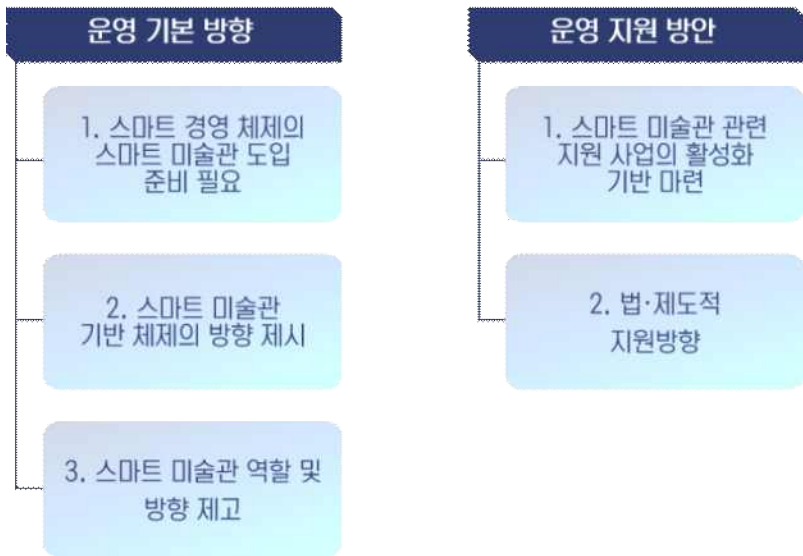 운영 기본 방향
1. 스마트 경영 체제의
스마트 미술관 도입
준비 필요
2. 스마트 미술관
기반 체제의 방향 제시
3. 스마트 미술관 역할 및
방향 제고
운영 지원 방안
1. 스마트 미술관 관련
지원 사업의 활성화
기반 마련
2. 법·제도적
지원방향